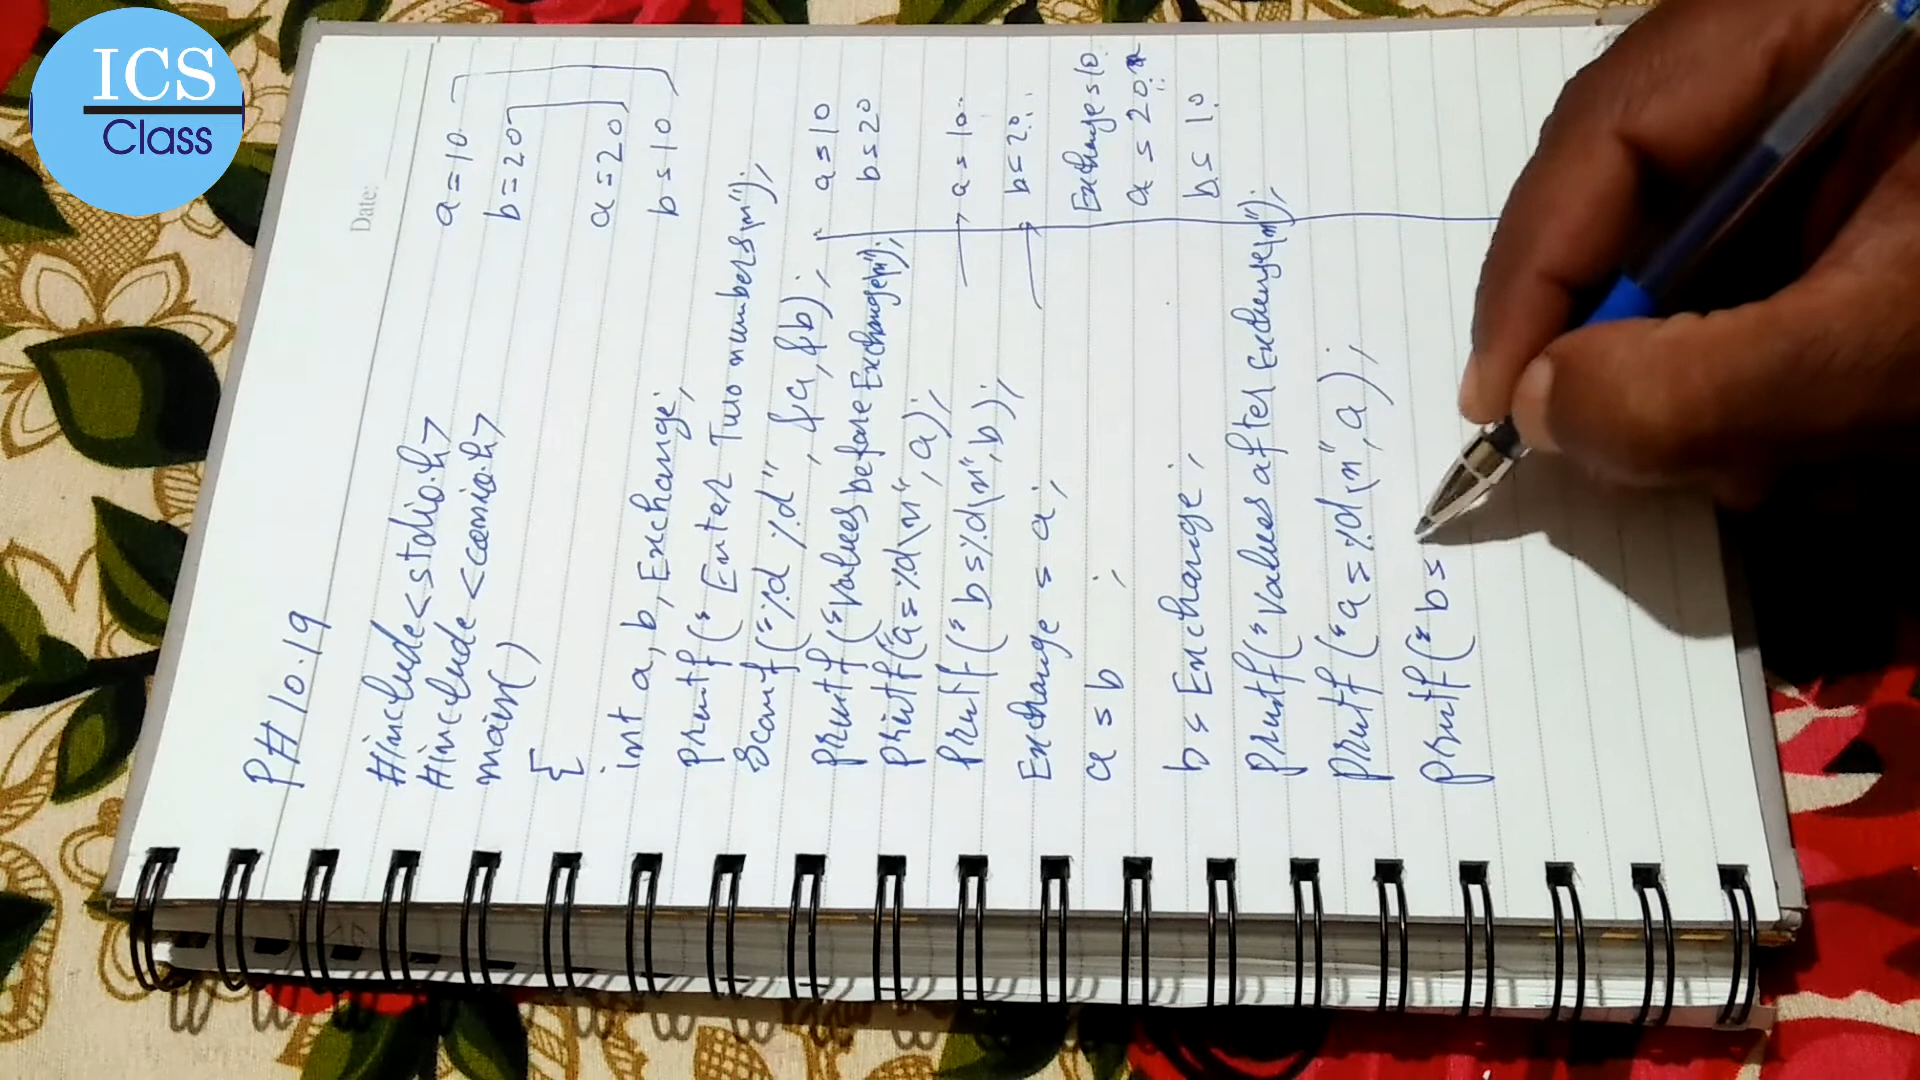 ICS
Class
Date:
P# 10.19
#include<stdio.h>
#include <conio.h>
main()
{
int a, b, Exchange;
printf("Enter Two numbers\n");
Scanf("%d %d", &a, &b);
printf("values before Exchange\n");
printf("a=%d\n", a);
printf("b=%d\n", b);
Exchange = a;
a = b ;
b = Exchange;
printf("values after Exchange\n");
printf("a=%d\n", a);
printf("b=
a=10
b=20
a=20
b=10
a=10
b=20
a=10
b=20
Exchange=10
a=20
b=10